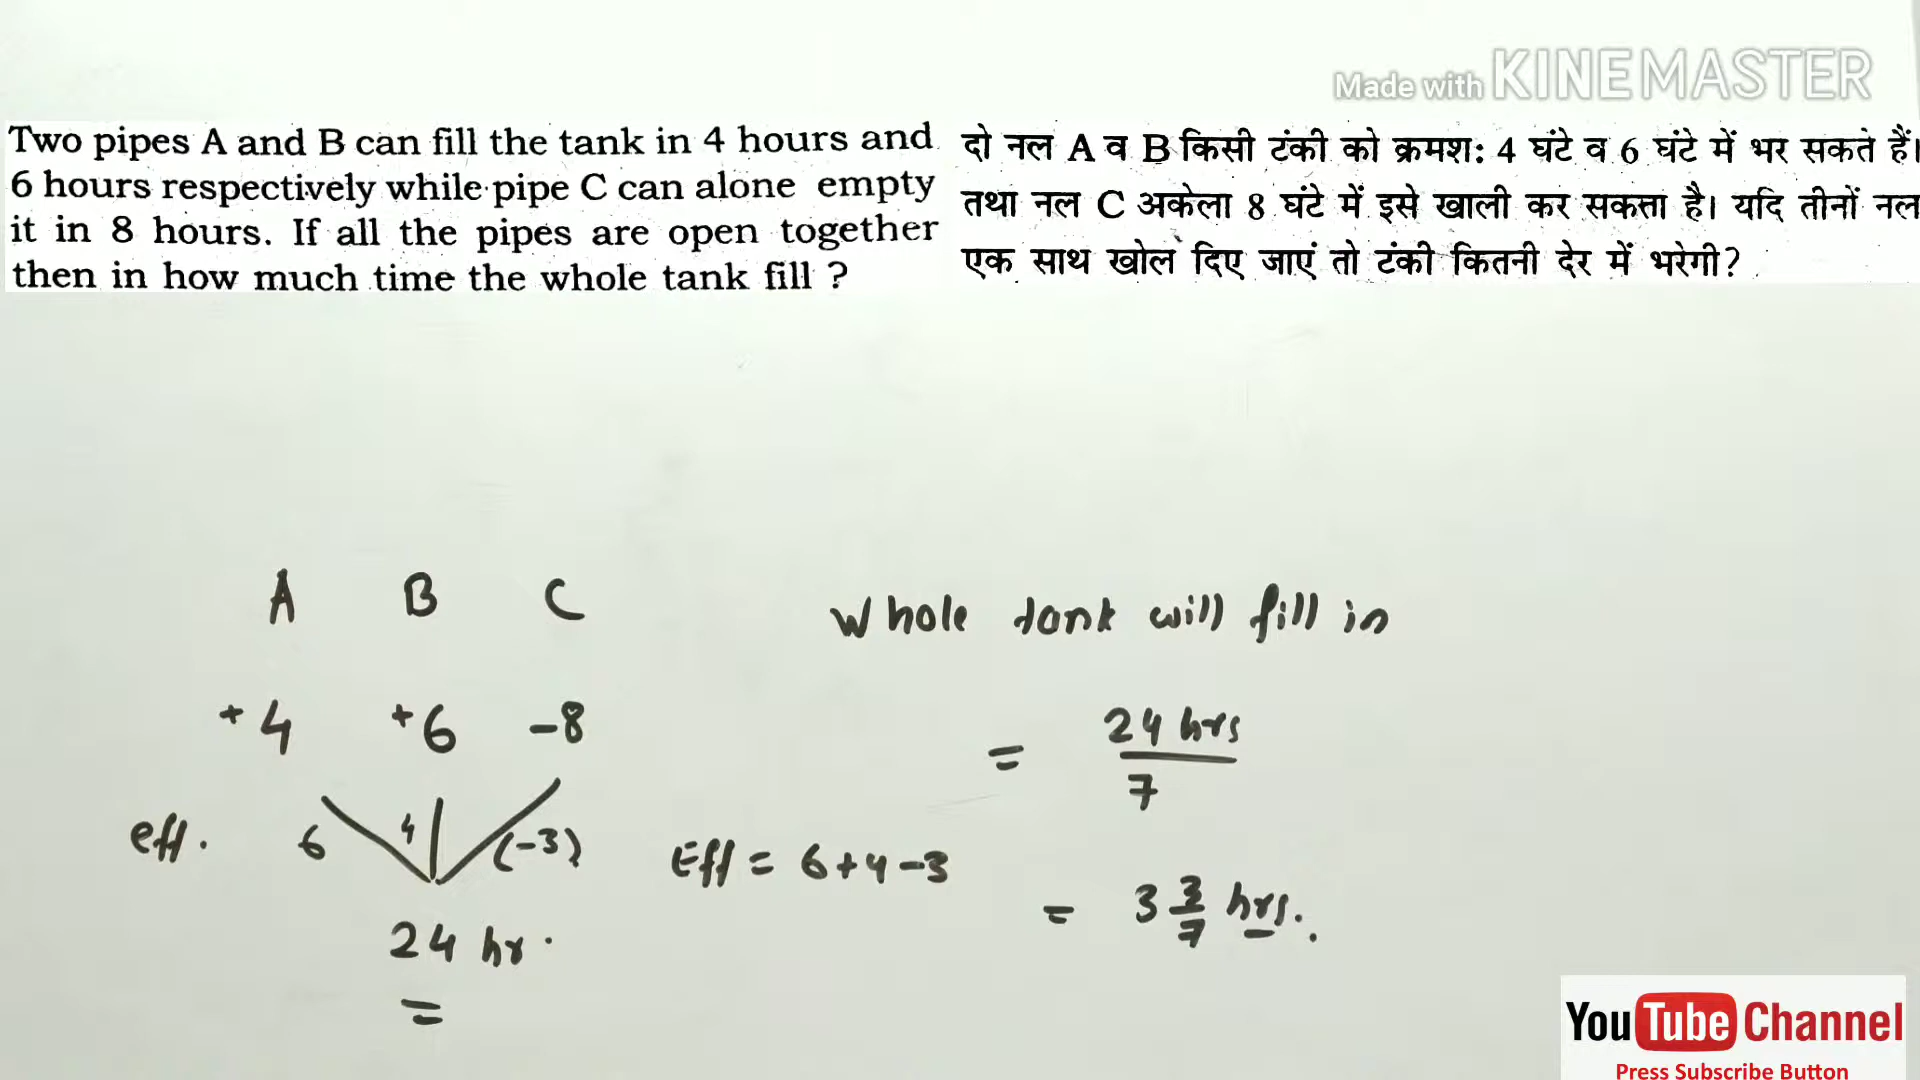 Made with KINEMASTER
Two pipes A and B can fill the tank in 4 hours and
6 hours respectively while pipe C can alone empty
it in 8 hours. If all the pipes are open together
then in how much time the whole tank fill ?
दो नल A व B किसी टंकी को क्रमश: 4 घंटे व 6 घंटे में भर सकते हैं।
तथा नल C अकेला 8 घंटे में इसे खाली कर सकता है। यदि तीनों नल
एक साथ खोल दिए जाएं तो टंकी कितनी देर में भरेगी?
A B C
+4 +6 -8
eff. 6 4 (-3)
24 hr.
=
Eff = 6+4-3
Whole tank will fill in
= 24 hrs
7
= 3 3/7 hrs.
YouTube Channel
Press Subscribe Button